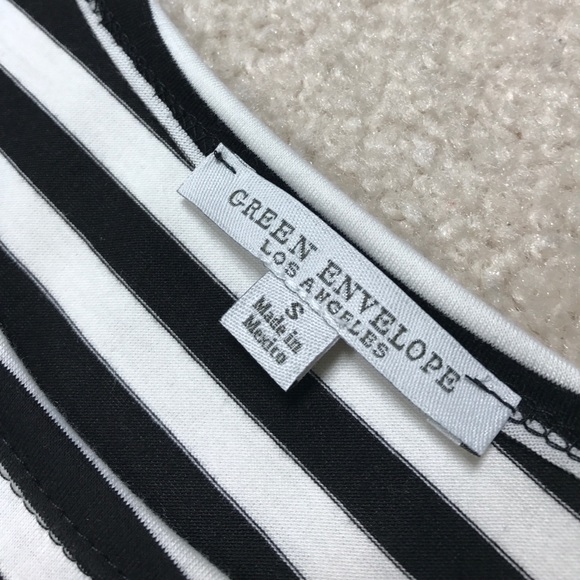 GREEN ENVELOPE
LOS ANGELES
S
Made in
Mexico